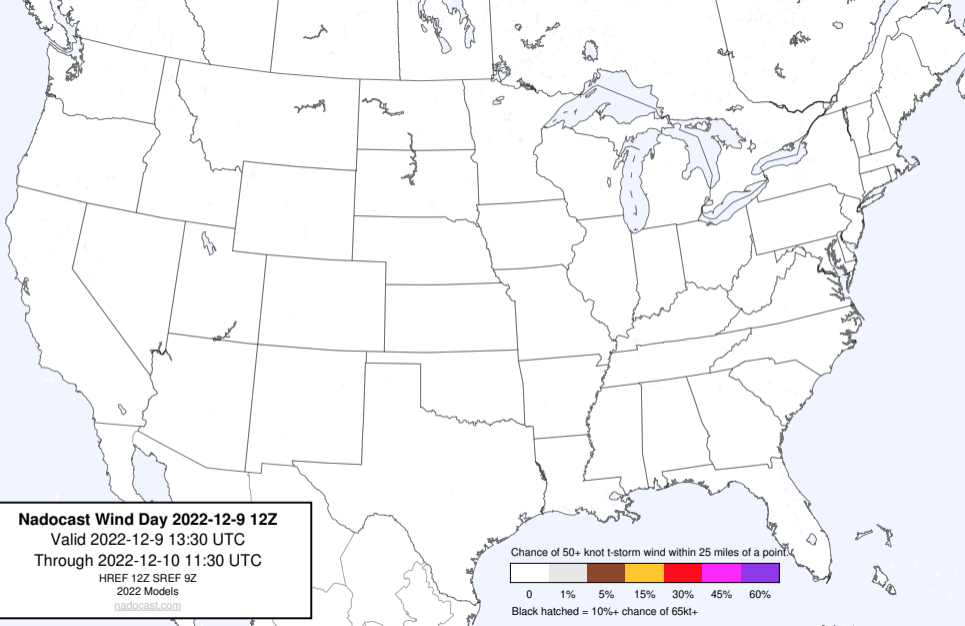 Nadocast Wind Day 2022-12-9 12Z
Valid 2022-12-9 13:30 UTC
Through 2022-12-10 11:30 UTC
HREF 12Z SREF 9Z
2022 Models
nadocast.com
Chance of 50+ knot t-storm wind within 25 miles of a point.
0 1% 5% 15% 30% 45% 60%
Black hatched = 10%+ chance of 65kt+